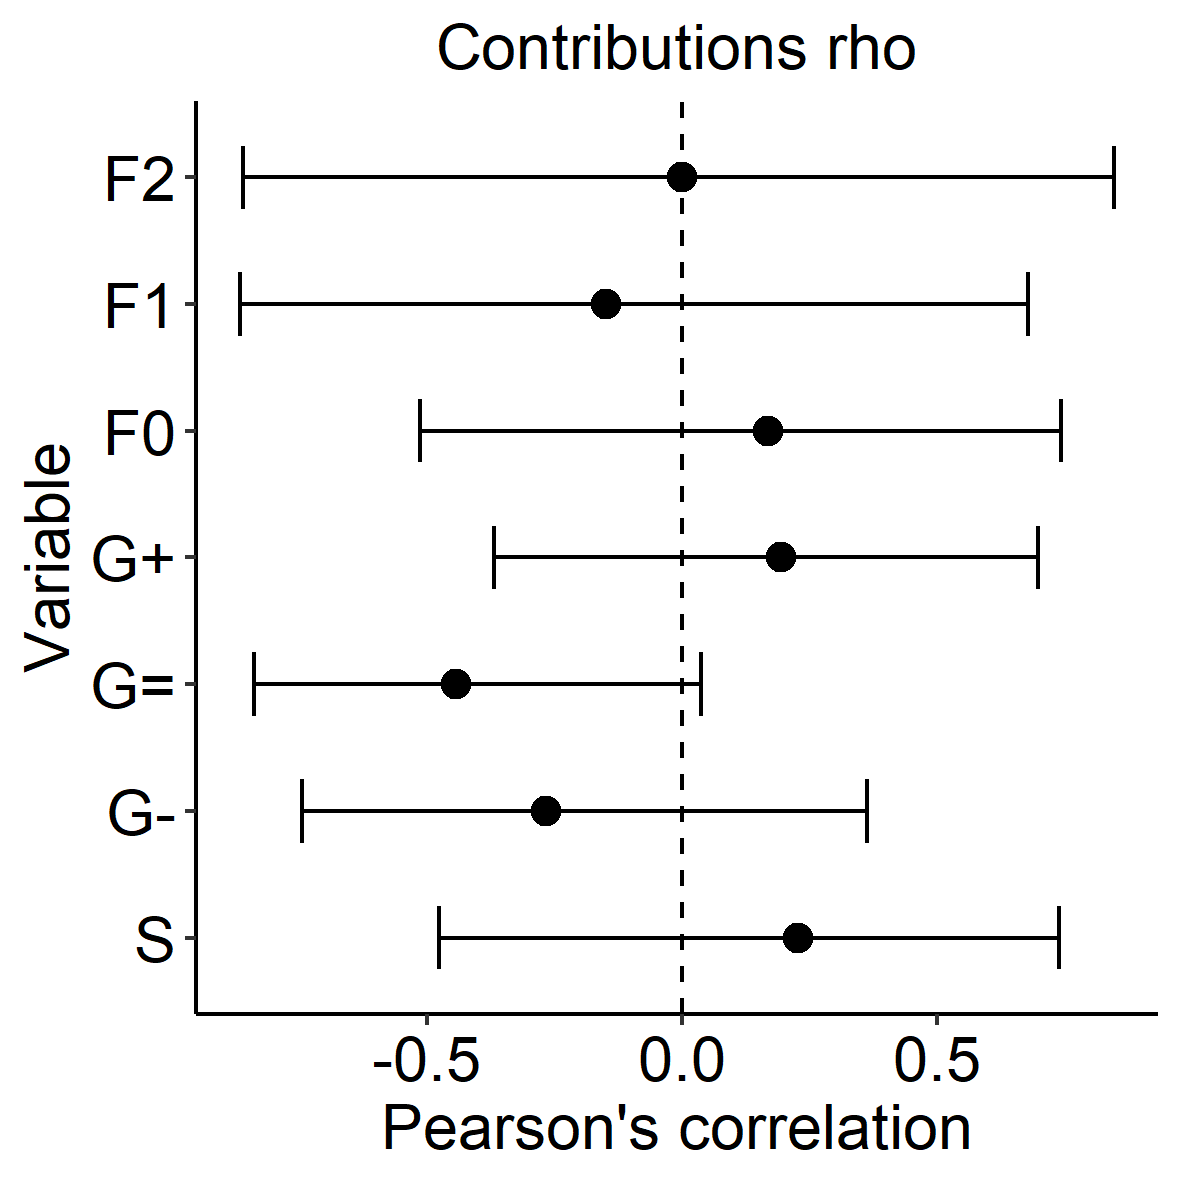 Contributions rho
F2
F1
F0
G+
G=
G-
S
Variable
-0.5 0.0 0.5
Pearson's correlation